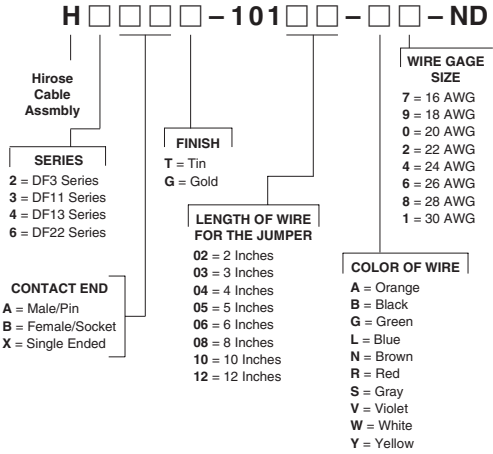 H □ □ □ □ – 101 □ □ – □ □ – ND
Hirose
Cable
Assmbly
SERIES
2 = DF3 Series
3 = DF11 Series
4 = DF13 Series
6 = DF22 Series
CONTACT END
A = Male/Pin
B = Female/Socket
X = Single Ended
FINISH
T = Tin
G = Gold
LENGTH OF WIRE
FOR THE JUMPER
02 = 2 Inches
03 = 3 Inches
04 = 4 Inches
05 = 5 Inches
06 = 6 Inches
08 = 8 Inches
10 = 10 Inches
12 = 12 Inches
COLOR OF WIRE
A = Orange
B = Black
G = Green
L = Blue
N = Brown
R = Red
S = Gray
V = Violet
W = White
Y = Yellow
WIRE GAGE
SIZE
7 = 16 AWG
9 = 18 AWG
0 = 20 AWG
2 = 22 AWG
4 = 24 AWG
6 = 26 AWG
8 = 28 AWG
1 = 30 AWG